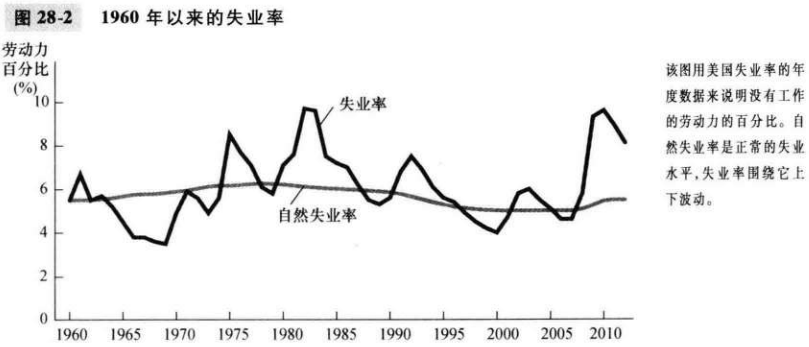 图 28-2 1960 年以来的失业率
劳动力
百分比
(%)
10
8
6
4
2
0
失业率
自然失业率
1960 1965 1970 1975 1980 1985 1990 1995 2000 2005 2010
该图用美国失业率的年
度数据来说明没有工作
的劳动力的百分比。自
然失业率是正常的失业
水平,失业率围绕它上
下波动。